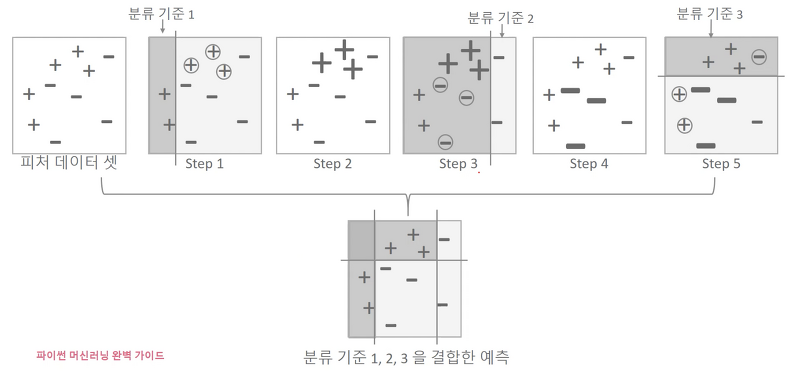 분류 기준 1
분류 기준 2
분류 기준 3
피처 데이터 셋
Step 1
Step 2
Step 3
Step 4
Step 5
파이썬 머신러닝 완벽 가이드
분류 기준 1, 2, 3 을 결합한 예측